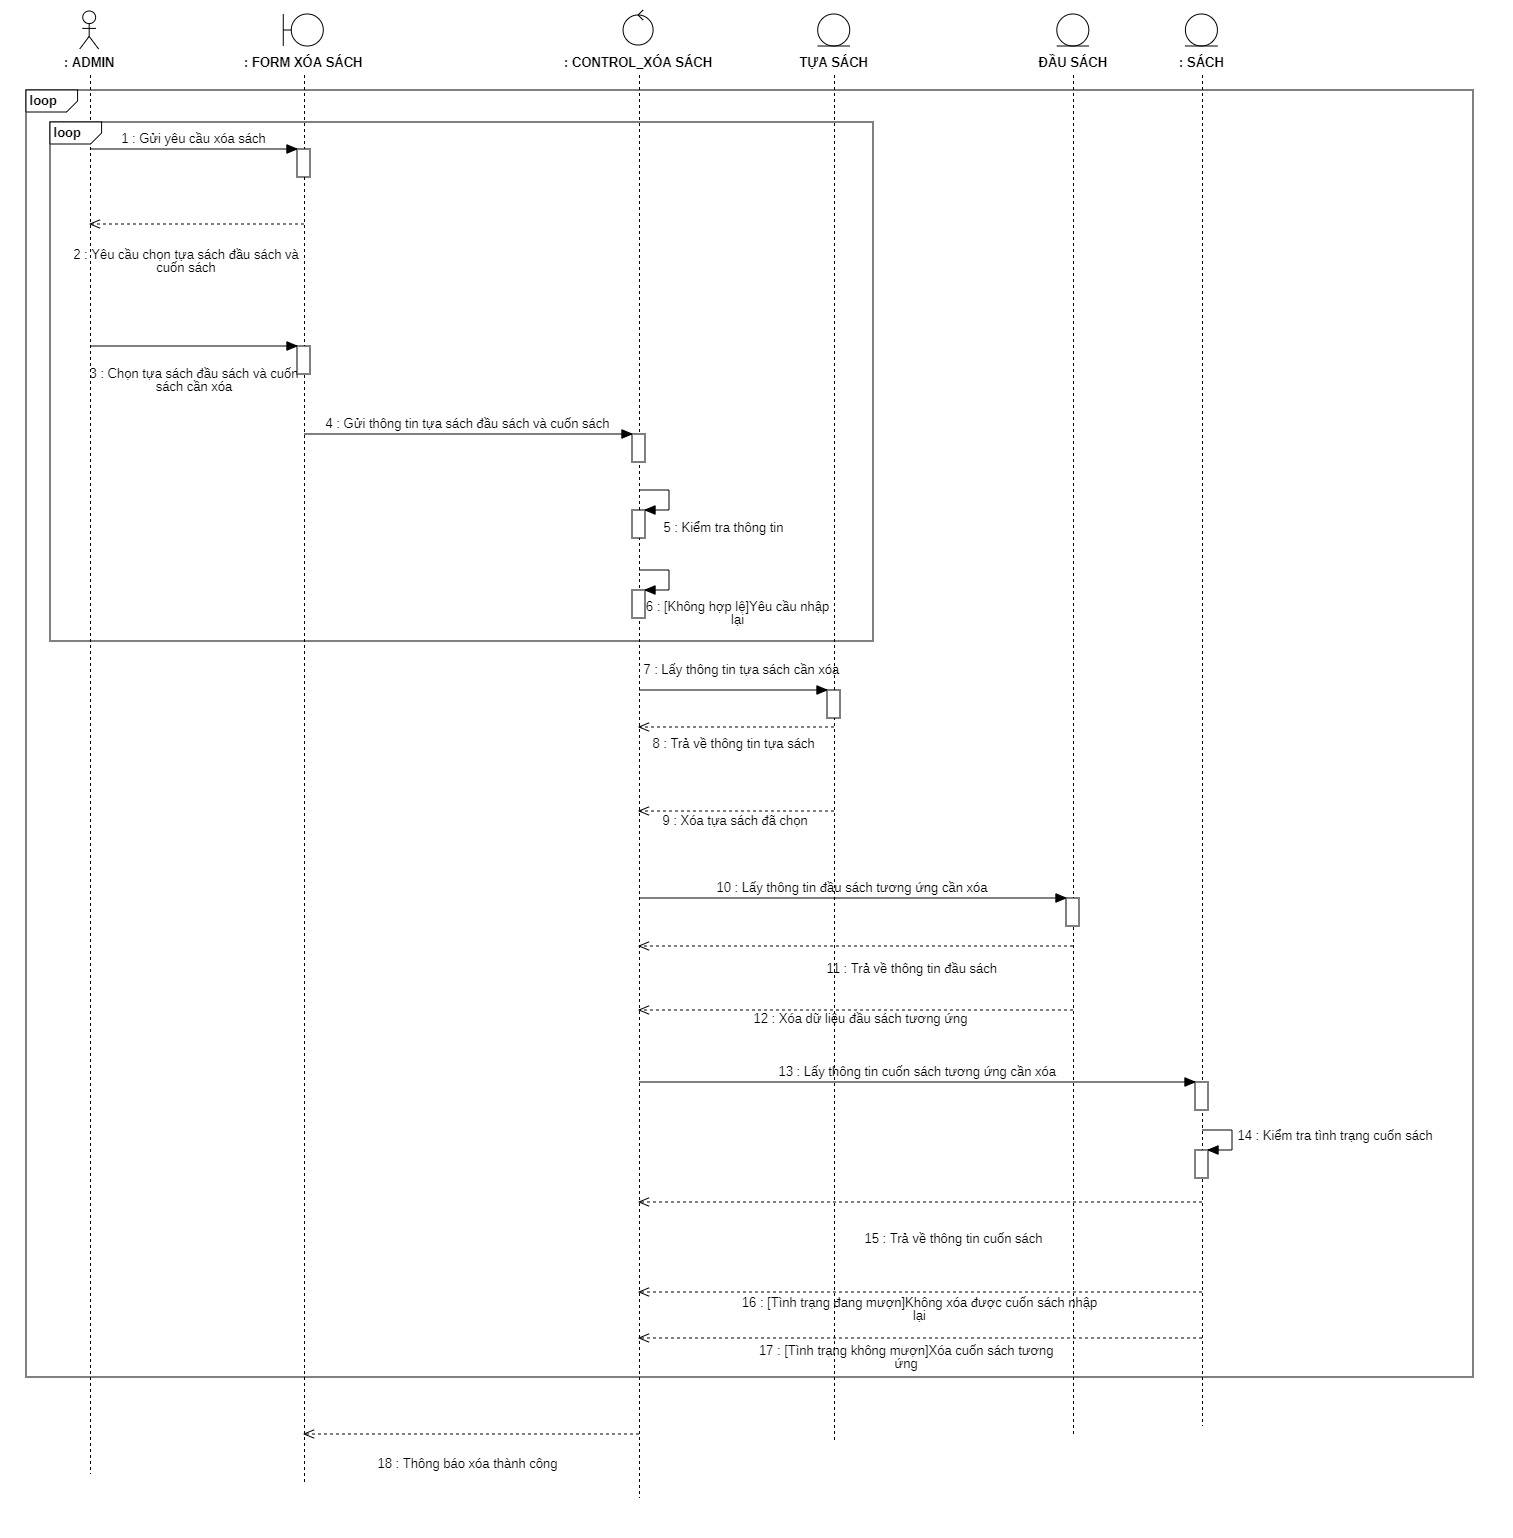 : ADMIN
: FORM XÓA SÁCH
: CONTROL_XÓA SÁCH
TỰA SÁCH
ĐẦU SÁCH
: SÁCH
loop
loop
1 : Gửi yêu cầu xóa sách
2 : Yêu cầu chọn tựa sách đầu sách và
cuốn sách
3 : Chọn tựa sách đầu sách và cuốn
sách cần xóa
4 : Gửi thông tin tựa sách đầu sách và cuốn sách
5 : Kiểm tra thông tin
6 : [Không hợp lệ]Yêu cầu nhập
lại
7 : Lấy thông tin tựa sách cần xóa
8 : Trả về thông tin tựa sách
9 : Xóa tựa sách đã chọn
10 : Lấy thông tin đầu sách tương ứng cần xóa
11 : Trả về thông tin đầu sách
12 : Xóa dữ liệu đầu sách tương ứng
13 : Lấy thông tin cuốn sách tương ứng cần xóa
14 : Kiểm tra tình trạng cuốn sách
15 : Trả về thông tin cuốn sách
16 : [Tình trạng đang mượn]Không xóa được cuốn sách nhập
lại
17 : [Tình trạng không mượn]Xóa cuốn sách tương
ứng
18 : Thông báo xóa thành công